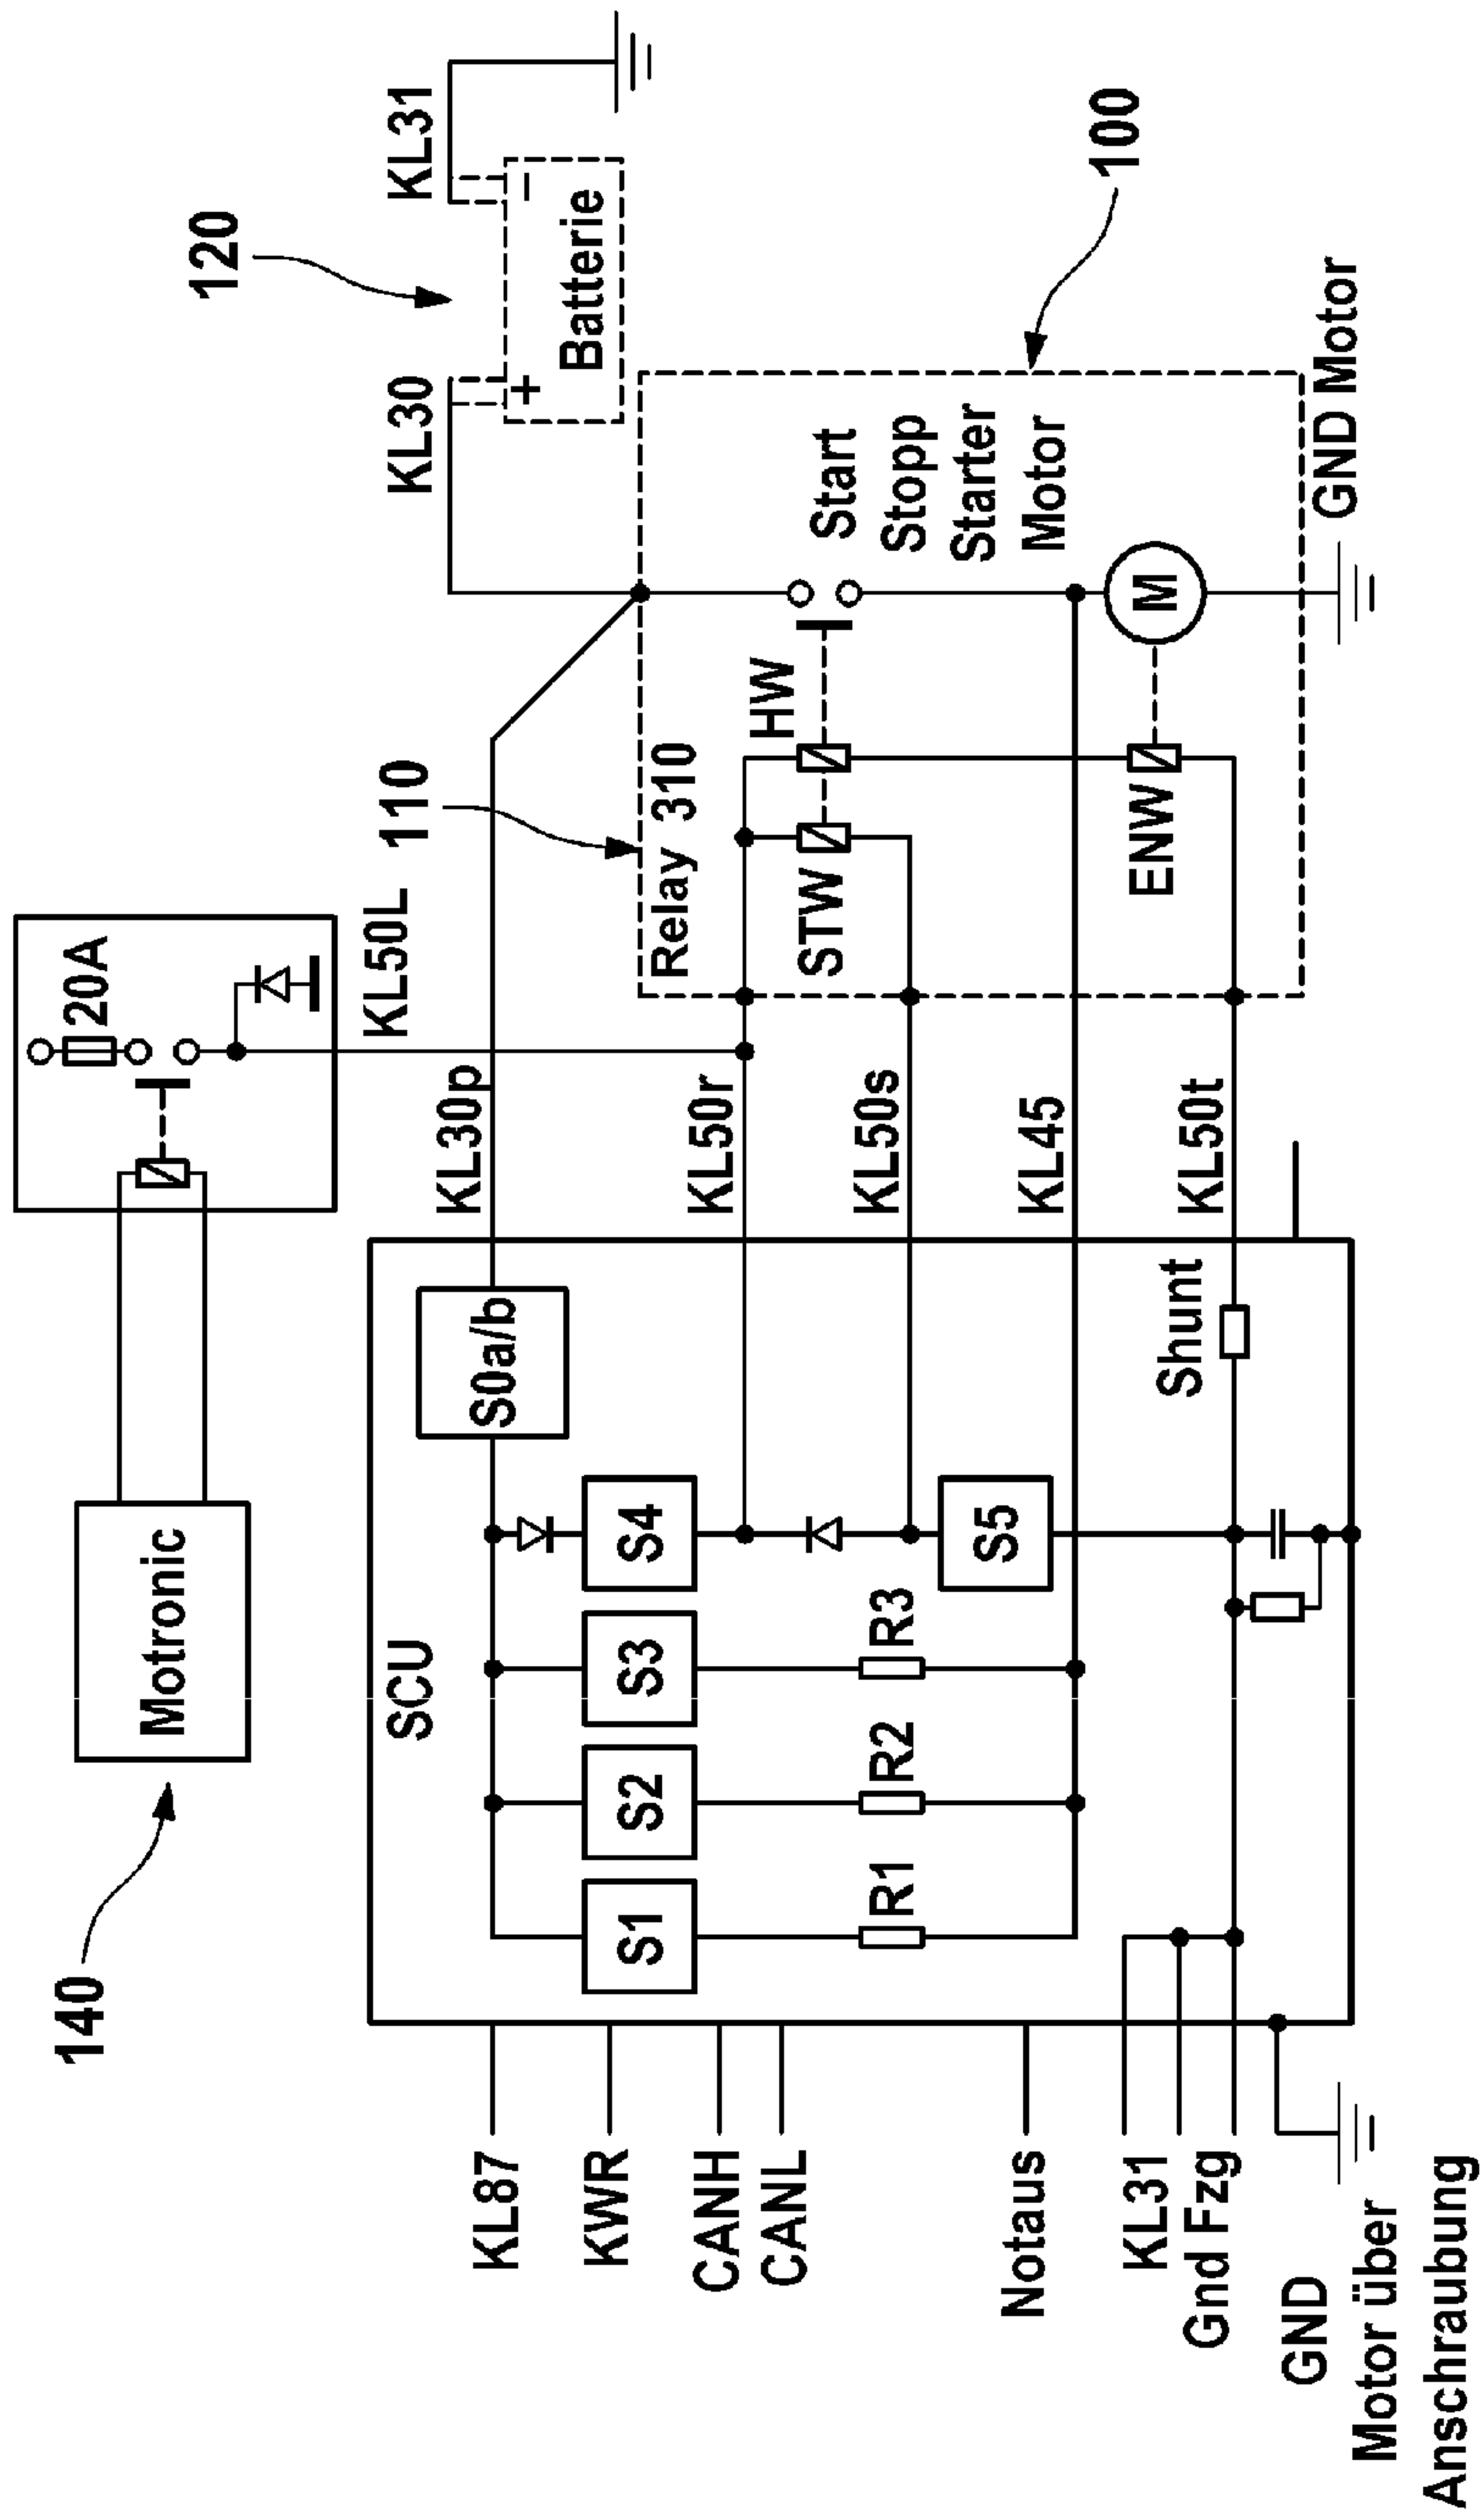 140
Motronic
20A
KL50L
110
120
KL30
KL31
+
−
Batterie
SCU
S0a/b
KL30p
Relay 310
HW
Start
Stopp
Starter
Motor
100
KL87
KWR
CANH
CANL
S1
S2
S3
S4
KL50r
STW
R1
R2
R3
KL50s
S5
Notaus
KL45
M
ENW
KL31
Gnd Fzg
Shunt
KL50t
GND
Motor über
Anschraubung
GND Motor